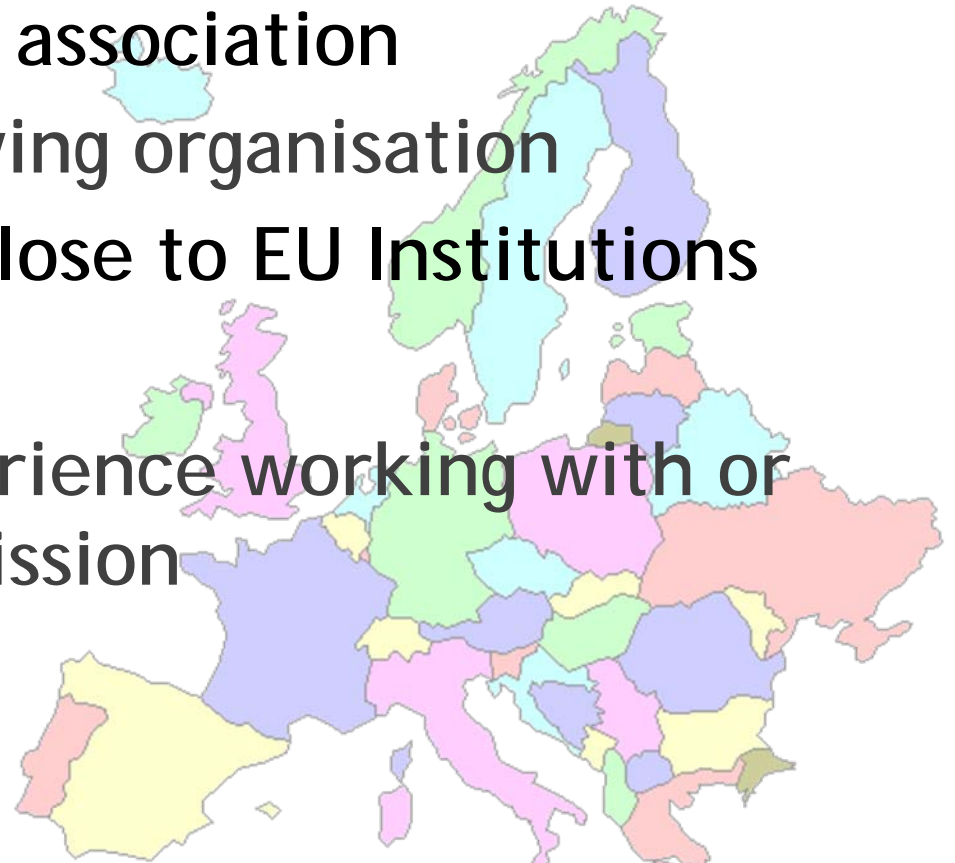 association
ving organisation
lose to EU Institutions
rience working with or
ission